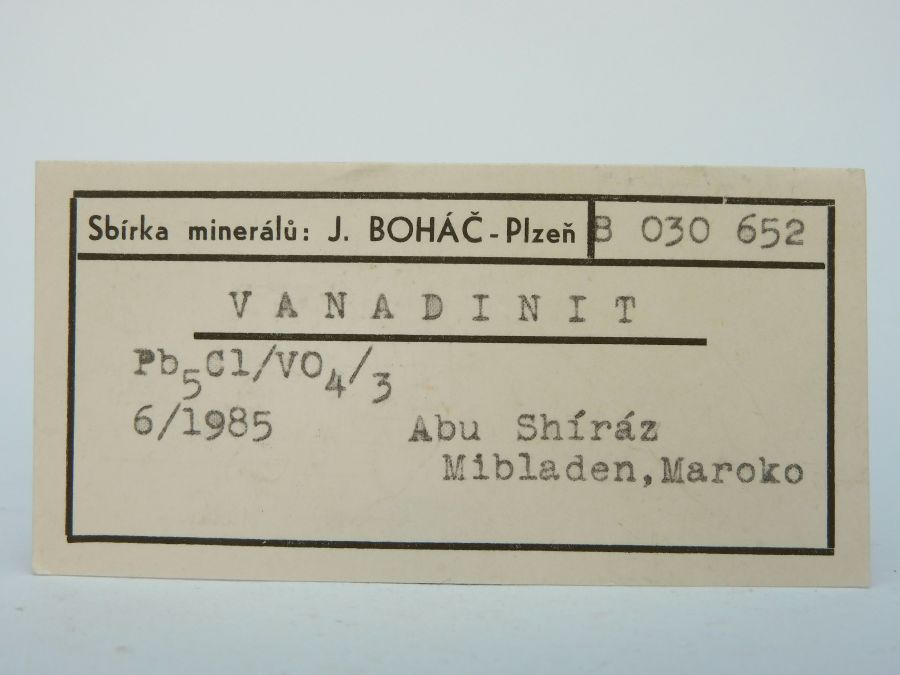 Sbírka minerálů: J. BOHÁČ - Plzeň B 030 652
VANADINIT
Pb5Cl/VO4/3
6/1985 Abu Shíráz
Mibladen, Maroko